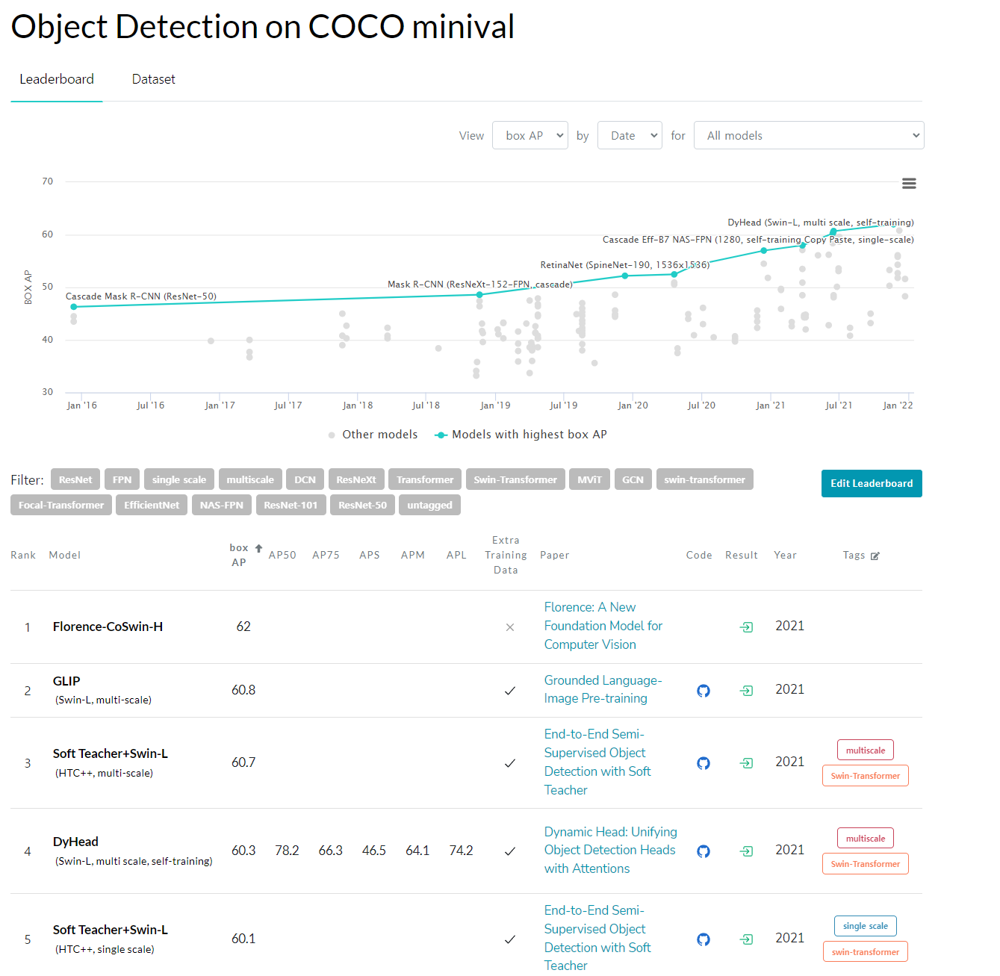 Object Detection on COCO minival
Leaderboard Dataset
View box AP by Date for All models
70
60
50
40
30
BOX AP
DyHead (Swin-L, multi scale, self-training)
Cascade Eff-B7 NAS-FPN (1280, self-training Copy Paste, single-scale)
RetinaNet (SpineNet-190, 1536x1536)
Mask R-CNN (ResNeXt-152-FPN, cascade)
Cascade Mask R-CNN (ResNet-50)
Jan '16 Jul '16 Jan '17 Jul '17 Jan '18 Jul '18 Jan '19 Jul '19 Jan '20 Jul '20 Jan '21 Jul '21 Jan '22
Other models Models with highest box AP
Filter: ResNet FPN single scale multiscale DCN ResNeXt Transformer Swin-Transformer MViT GCN swin-transformer
Focal-Transformer EfficientNet NAS-FPN ResNet-101 ResNet-50 untagged
Edit Leaderboard
Rank Model box AP AP50 AP75 APS APM APL Extra Training Data Paper Code Result Year Tags
1 Florence-CoSwin-H 62 Florence: A New 2021
Foundation Model for
Computer Vision
2 GLIP 60.8 Grounded Language- 2021
(Swin-L, multi-scale) Image Pre-training
3 Soft Teacher+Swin-L 60.7 End-to-End Semi- 2021 multiscale
(HTC++, multi-scale) Supervised Object Swin-Transformer
Detection with Soft
Teacher
4 DyHead 60.3 78.2 66.3 46.5 64.1 74.2 Dynamic Head: Unifying 2021 multiscale
(Swin-L, multi scale, self-training) Object Detection Heads Swin-Transformer
with Attentions
5 Soft Teacher+Swin-L 60.1 End-to-End Semi- 2021 single scale
(HTC++, single scale) Supervised Object swin-transformer
Detection with Soft
Teacher